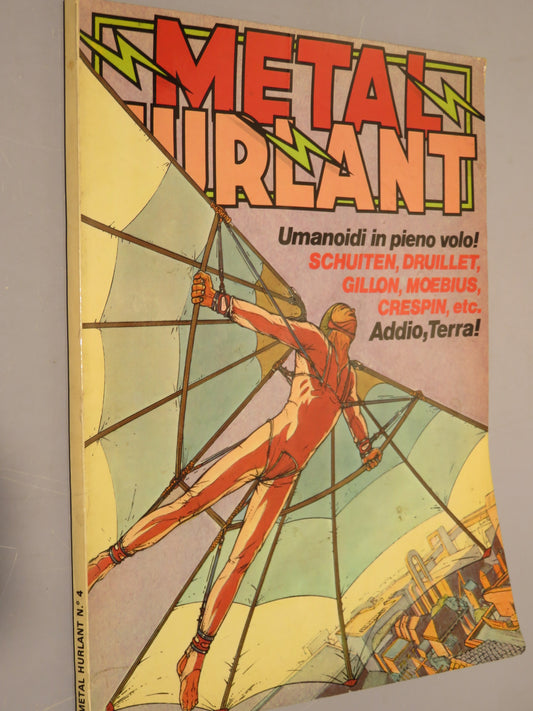 METAL
HURLANT
Umanoidi in pieno volo!
SCHUITEN, DRUILLET,
GILLON, MOEBIUS,
CRESPIN, etc.
Addio, Terra!
METAL HURLANT N.° 4